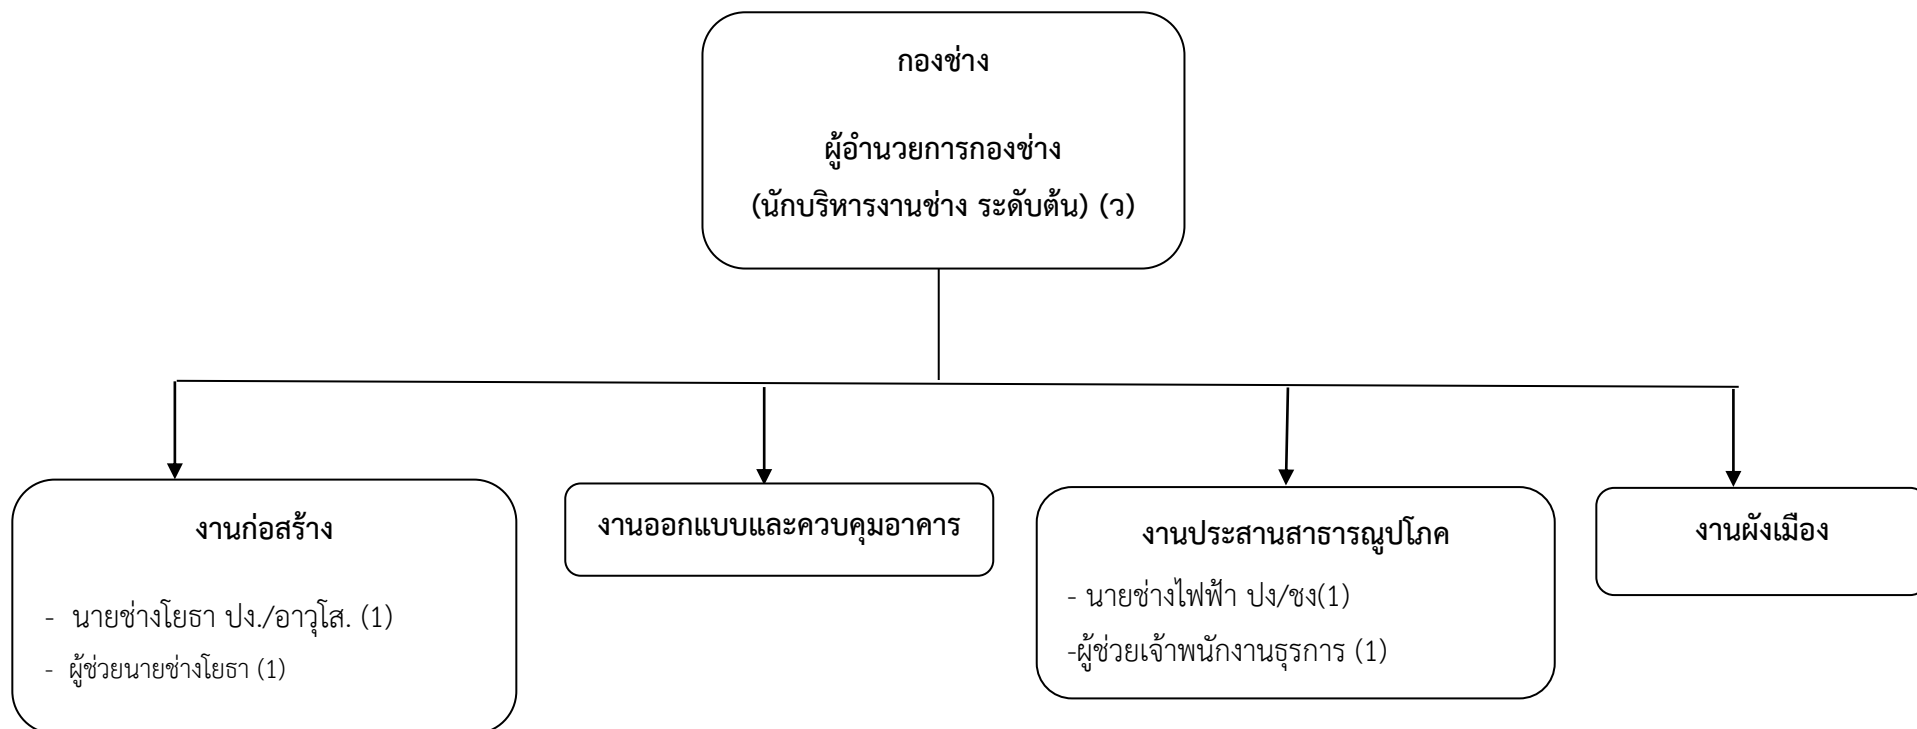 กองช่าง
ผู้อำนวยการกองช่าง
(นักบริหารงานช่าง ระดับต้น) (ว)
งานก่อสร้าง
- นายช่างโยธา ปง./อาวุโส. (1)
- ผู้ช่วยนายช่างโยธา (1)
งานออกแบบและควบคุมอาคาร
งานประสานสาธารณูปโภค
- นายช่างไฟฟ้า ปง/ชง(1)
-ผู้ช่วยเจ้าพนักงานธุรการ (1)
งานผังเมือง